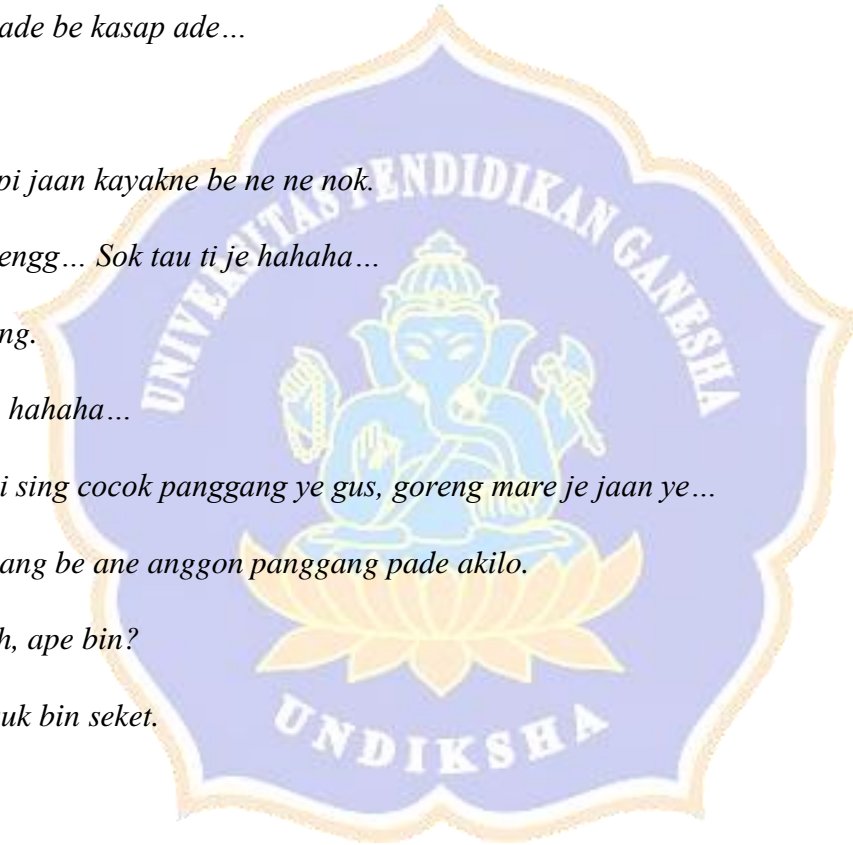 ade be kasap ade…
pi jaan kayakne be ne ne nok.
engg… Sok tau ti je hahaha…
ng.
hahaha…
i sing cocok panggang ye gus, goreng mare je jaan ye…
ang be ane anggon panggang pade akilo.
h, ape bin?
uk bin seket.
UNIVERSITAS PENDIDIKAN GANESHA
UNDIKSHA